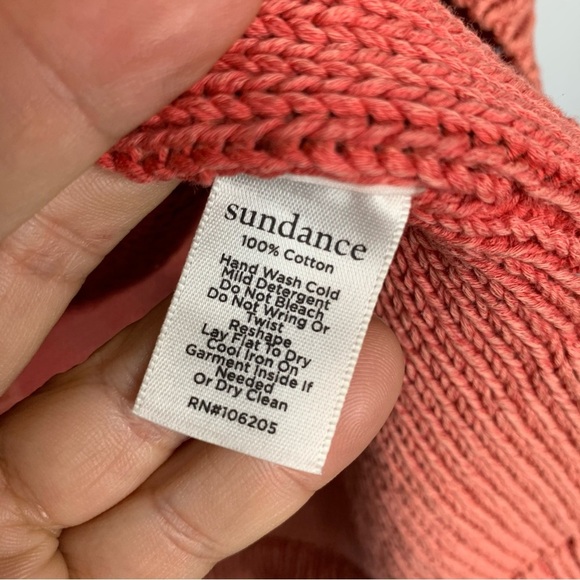 sundance
100% Cotton
Hand Wash Cold
Mild Detergent
Do Not Bleach
Do Not Wring Or
Twist
Reshape
Lay Flat To Dry
Cool Iron On
Garment Inside If
Needed
Or Dry Clean
RN#106205